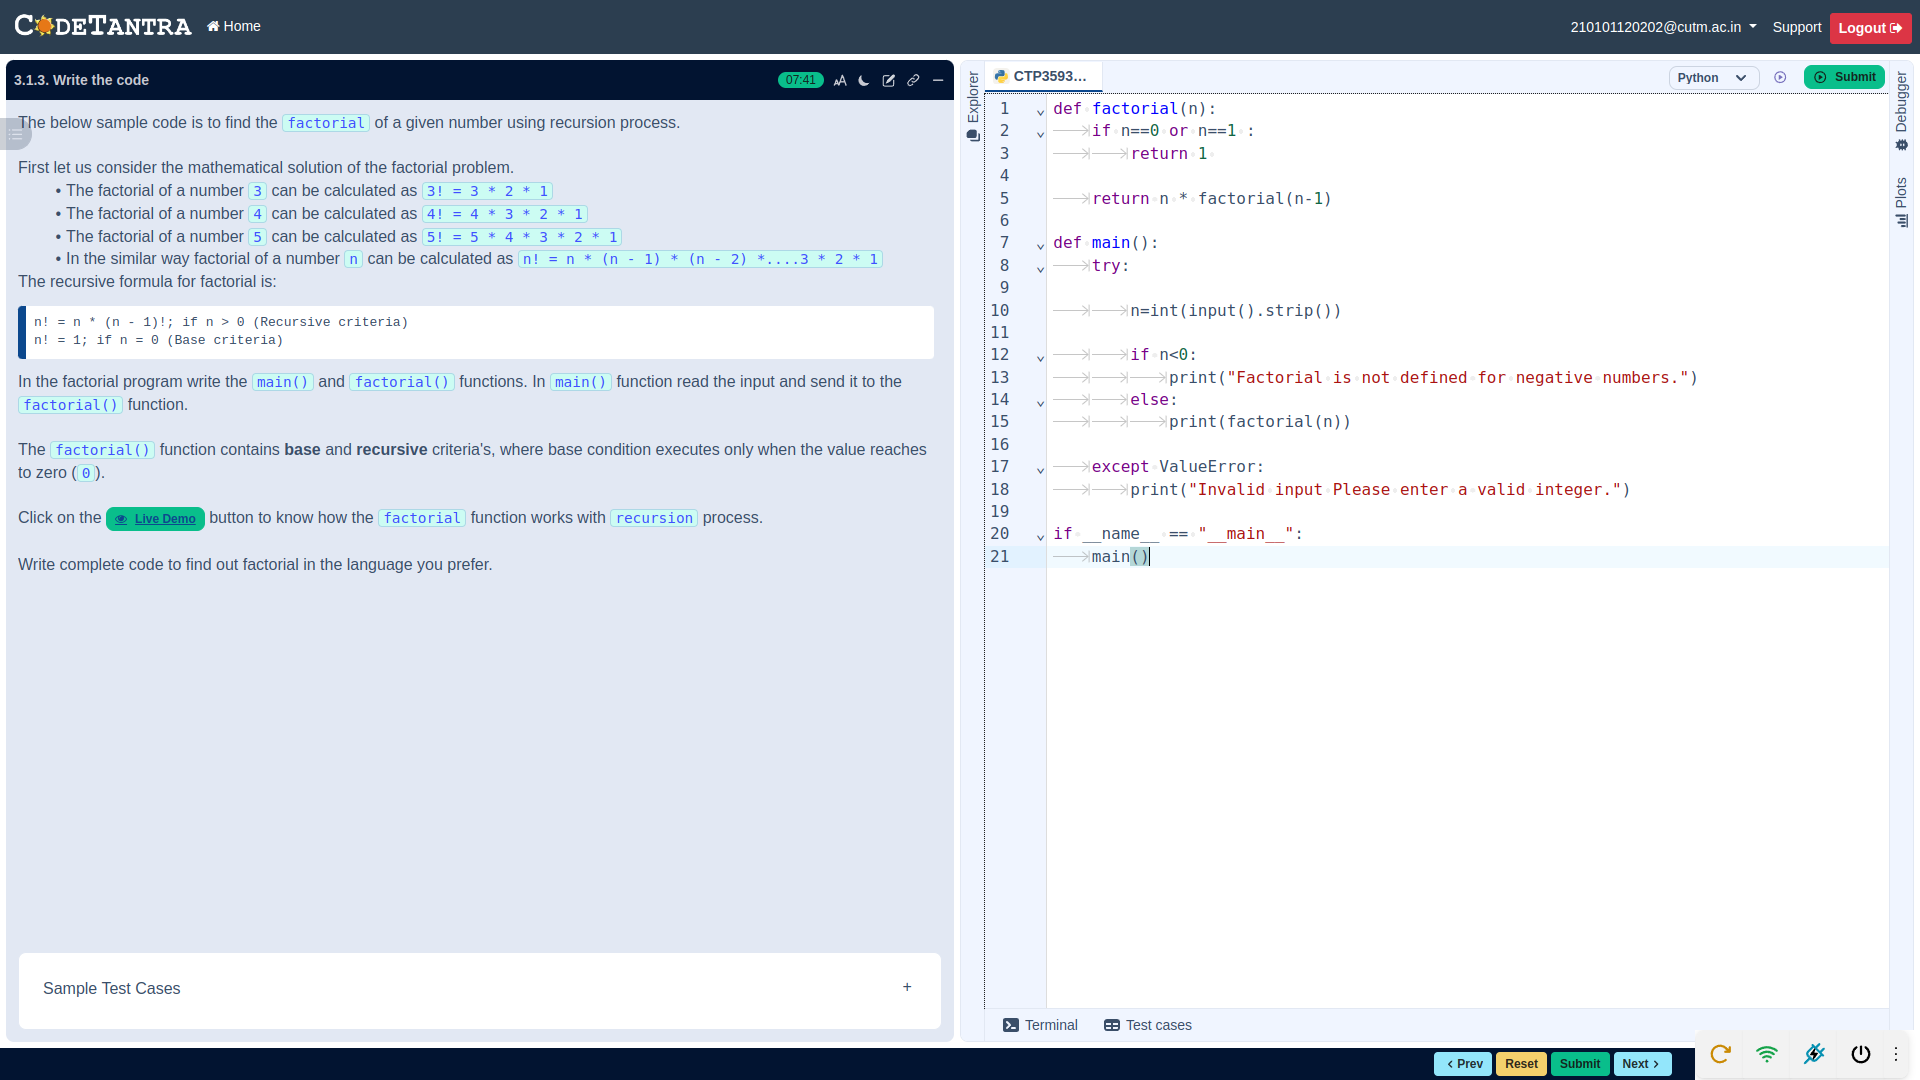 CODETANTRA Home
210101120202@cutm.ac.in Support Logout
3.1.3. Write the code 07:41
The below sample code is to find the factorial of a given number using recursion process.
First let us consider the mathematical solution of the factorial problem.
• The factorial of a number 3 can be calculated as 3! = 3 * 2 * 1
• The factorial of a number 4 can be calculated as 4! = 4 * 3 * 2 * 1
• The factorial of a number 5 can be calculated as 5! = 5 * 4 * 3 * 2 * 1
• In the similar way factorial of a number n can be calculated as n! = n * (n - 1) * (n - 2) *....3 * 2 * 1
The recursive formula for factorial is:
n! = n * (n - 1)!; if n > 0 (Recursive criteria)
n! = 1; if n = 0 (Base criteria)
In the factorial program write the main() and factorial() functions. In main() function read the input and send it to the
factorial() function.
The factorial() function contains base and recursive criteria's, where base condition executes only when the value reaches
to zero (0).
Click on the Live Demo button to know how the factorial function works with recursion process.
Write complete code to find out factorial in the language you prefer.
Sample Test Cases +
Explorer
CTP3593...
Python
Submit
Debugger
Plots
1 def factorial(n):
2 if n==0 or n==1 :
3 return 1
4
5 return n * factorial(n-1)
6
7 def main():
8 try:
9
10 n=int(input().strip())
11
12 if n<0:
13 print("Factorial is not defined for negative numbers.")
14 else:
15 print(factorial(n))
16
17 except ValueError:
18 print("Invalid input Please enter a valid integer.")
19
20 if __name__ == "__main__":
21 main()
Terminal Test cases
< Prev Reset Submit Next >